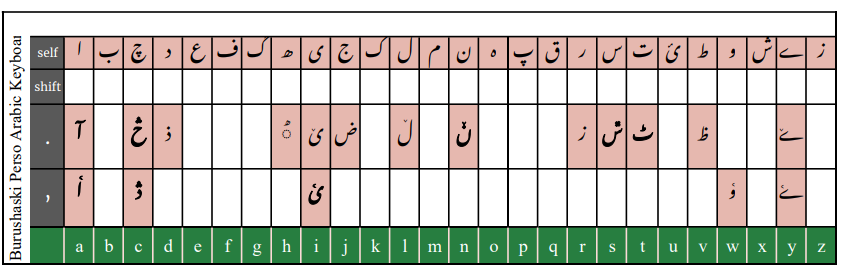 Burushaski Perso Arabic Keyboar
self ا ب چ د ع ف گ ھ ی ج ک ل م ن ہ پ ق ر س ت ئ ط و ش ے ز
shift
. آ ذ ض ز ٹ ظ
, أ ئ
a b c d e f g h i j k l m n o p q r s t u v w x y z